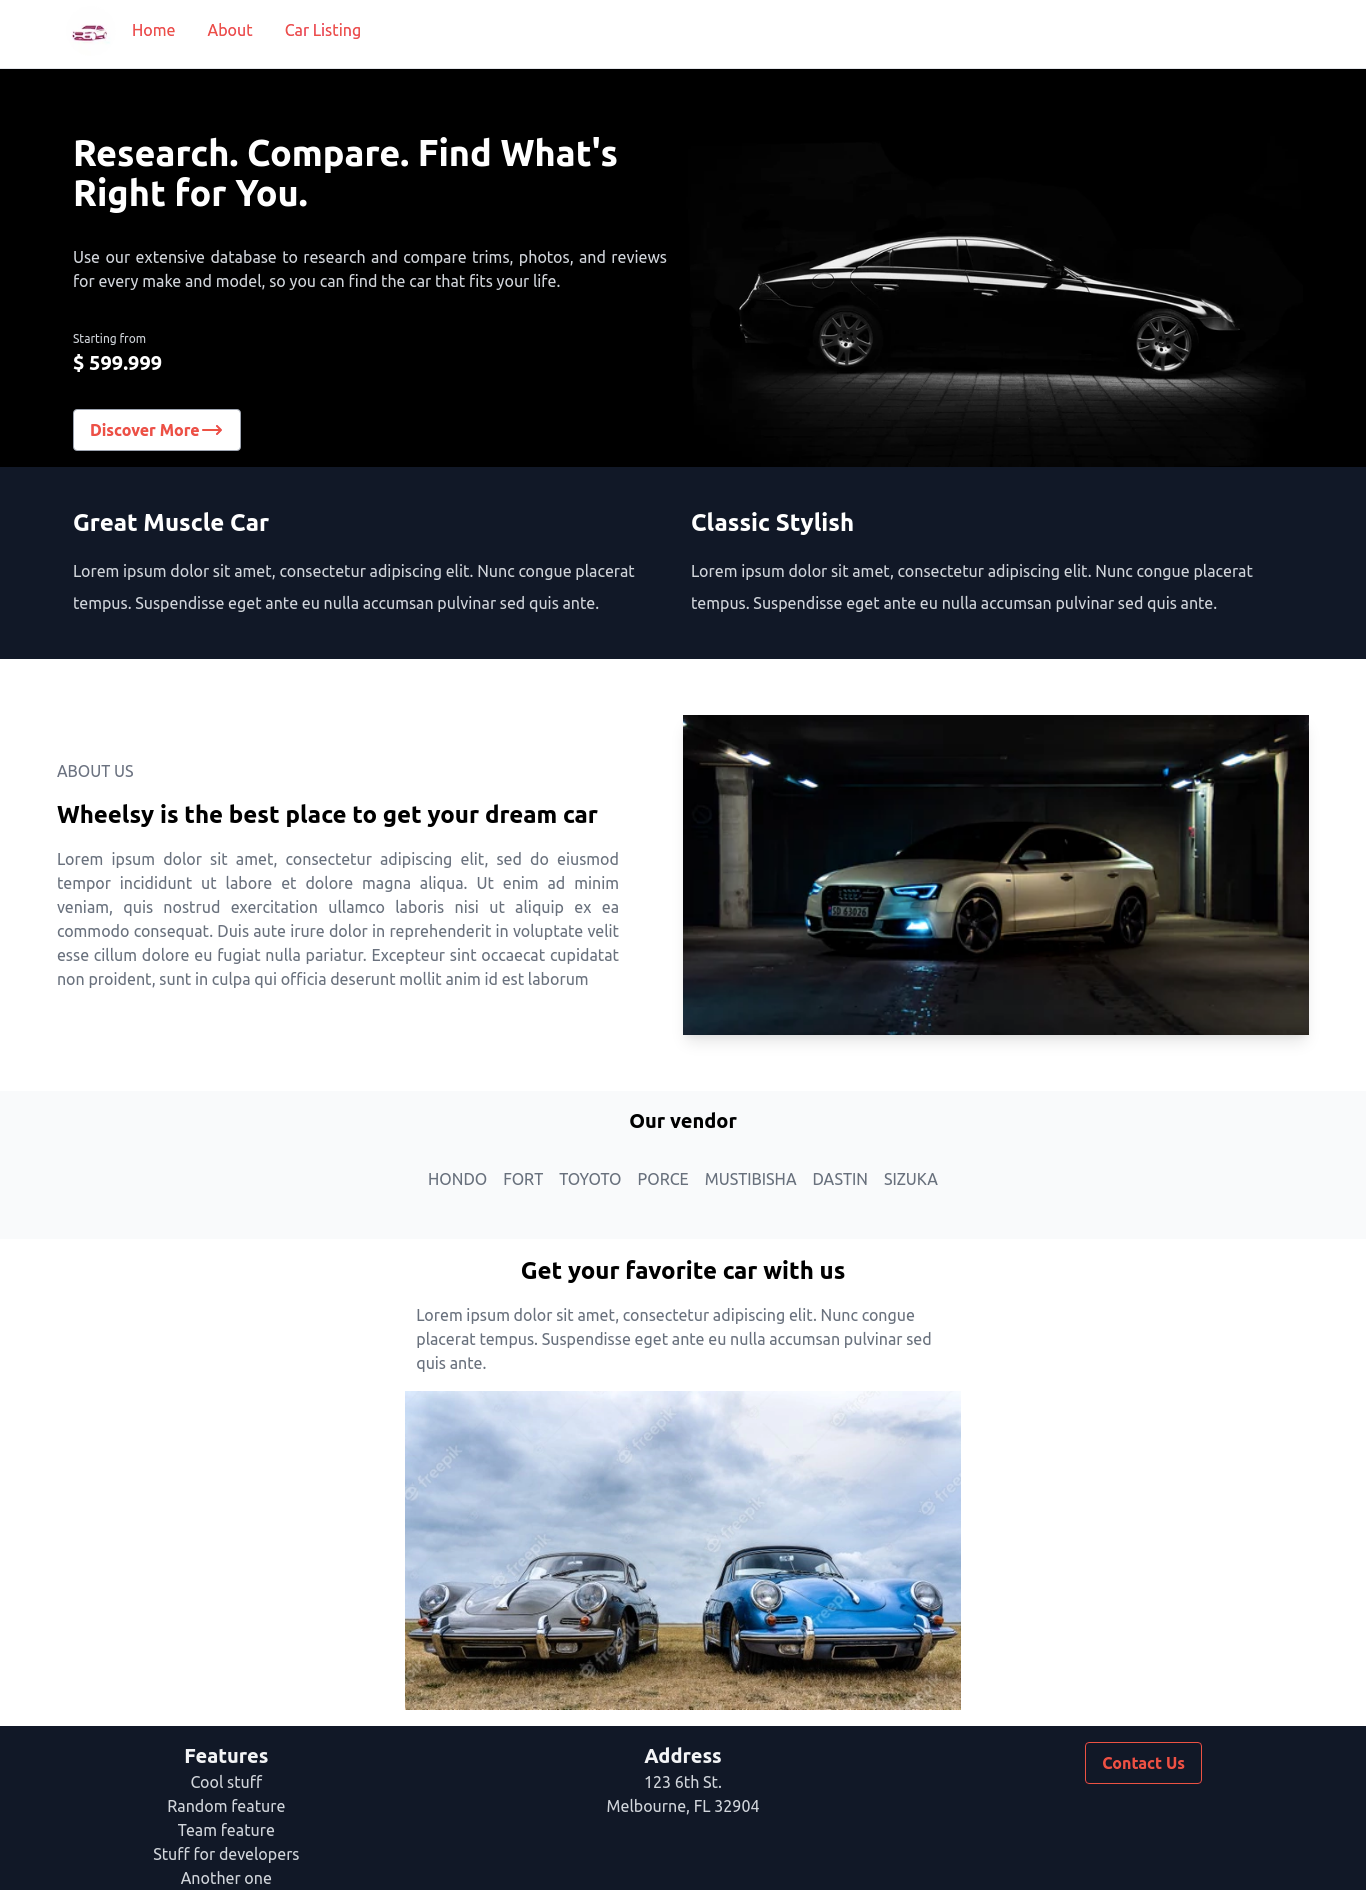 Home About Car Listing
Research. Compare. Find What's
Right for You.
Use our extensive database to research and compare trims, photos, and reviews
for every make and model, so you can find the car that fits your life.
Starting from
$ 599.999
Discover More
Great Muscle Car
Lorem ipsum dolor sit amet, consectetur adipiscing elit. Nunc congue placerat
tempus. Suspendisse eget ante eu nulla accumsan pulvinar sed quis ante.
Classic Stylish
Lorem ipsum dolor sit amet, consectetur adipiscing elit. Nunc congue placerat
tempus. Suspendisse eget ante eu nulla accumsan pulvinar sed quis ante.
ABOUT US
Wheelsy is the best place to get your dream car
Lorem ipsum dolor sit amet, consectetur adipiscing elit, sed do eiusmod
tempor incididunt ut labore et dolore magna aliqua. Ut enim ad minim
veniam, quis nostrud exercitation ullamco laboris nisi ut aliquip ex ea
commodo consequat. Duis aute irure dolor in reprehenderit in voluptate velit
esse cillum dolore eu fugiat nulla pariatur. Excepteur sint occaecat cupidatat
non proident, sunt in culpa qui officia deserunt mollit anim id est laborum
SD 63026
Our vendor
HONDO FORT TOYOTO PORCE MUSTIBISHA DASTIN SIZUKA
Get your favorite car with us
Lorem ipsum dolor sit amet, consectetur adipiscing elit. Nunc congue
placerat tempus. Suspendisse eget ante eu nulla accumsan pulvinar sed
quis ante.
freepik
freepik
freepik
freepik
freepik
freepik
freepik
Features
Cool stuff
Random feature
Team feature
Stuff for developers
Another one
Address
123 6th St.
Melbourne, FL 32904
Contact Us